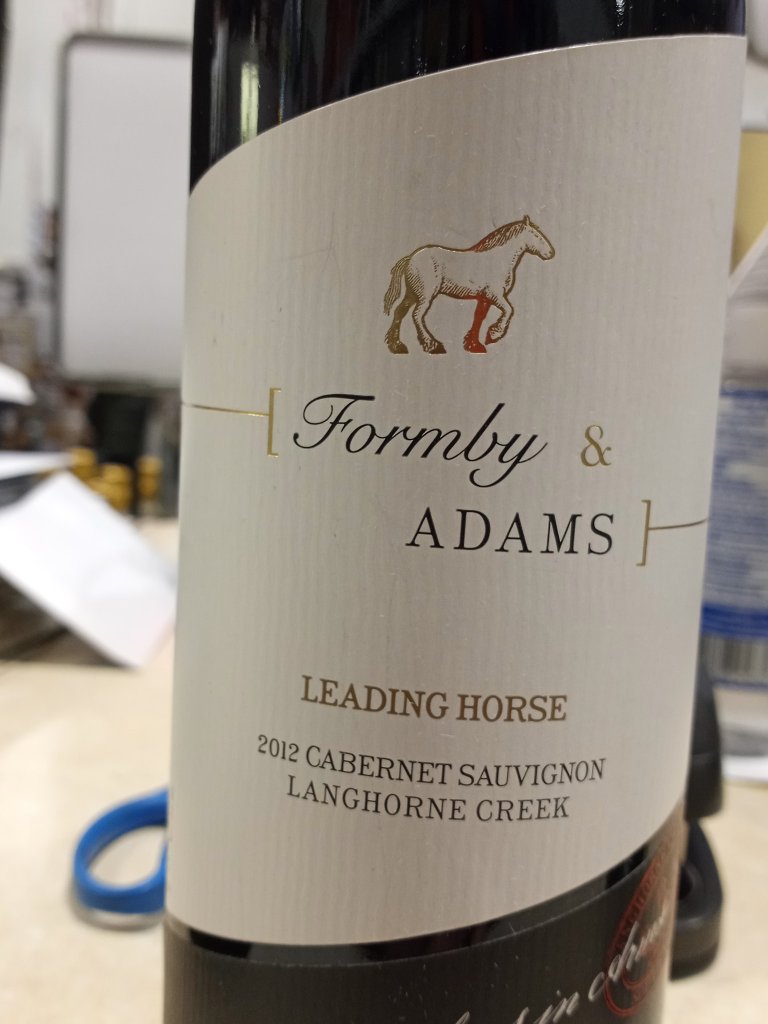 [ Formby &
ADAMS ]
LEADING HORSE
2012 CABERNET SAUVIGNON
LANGHORNE CREEK